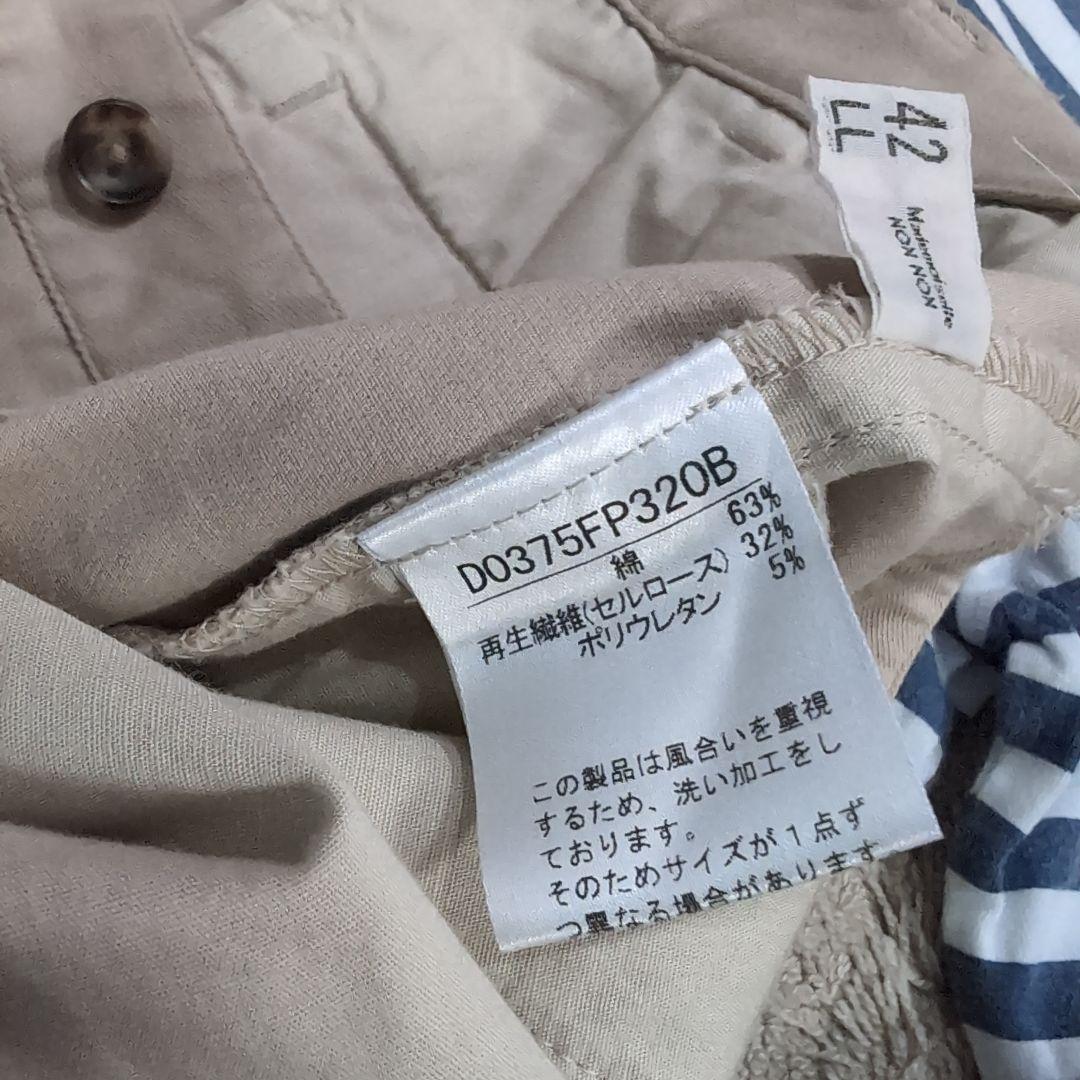 42
LL
Mademoiselle
NON NON
D0375FP320B
綿 63%
再生繊維(セルロース) 32%
ポリウレタン 5%
この製品は風合いを重視
するため、洗い加工をし
ております。
そのためサイズが1点ず
つ異なる場合があります